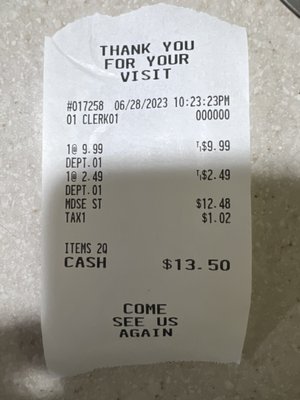 THANK YOU
FOR YOUR
VISIT
#017258 06/28/2023 10:23:23PM
01 CLERK01 000000
1@ 9.99 T1$9.99
DEPT.01
1@ 2.49 T1$2.49
DEPT.01
MDSE ST $12.48
TAX1 $1.02
ITEMS 2Q
CASH $13.50
COME
SEE US
AGAIN